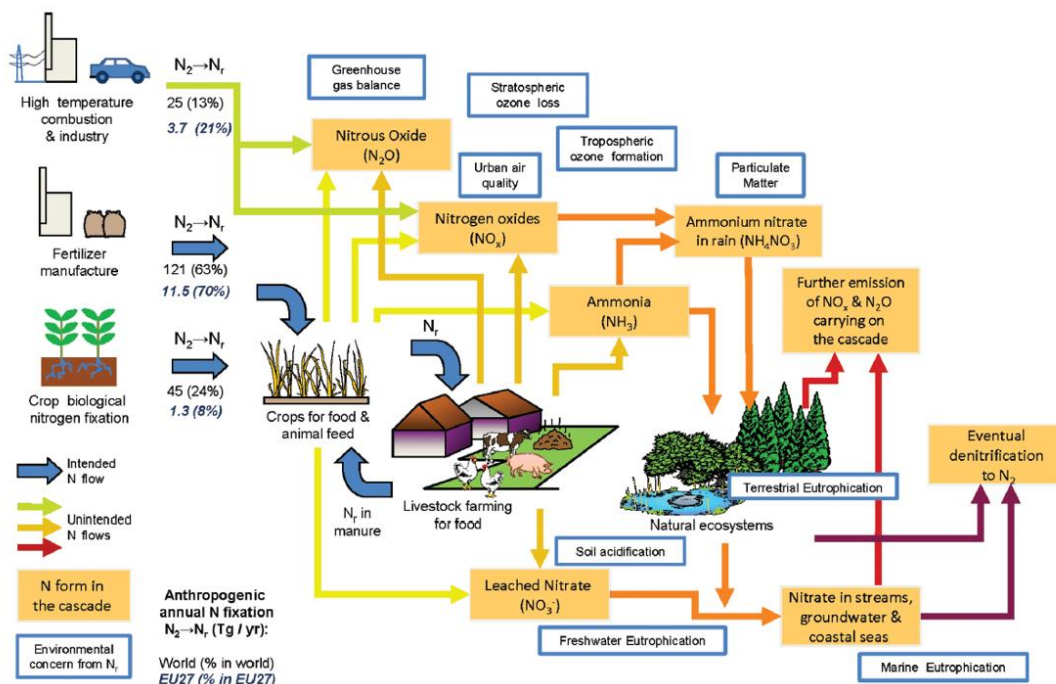 High temperature
combustion
& industry
N₂→Nᵣ
25 (13%)
3.7 (21%)
Fertilizer
manufacture
N₂→Nᵣ
121 (63%)
11.5 (70%)
Crop biological
nitrogen fixation
N₂→Nᵣ
45 (24%)
1.3 (8%)
Intended
N flow
Unintended
N flows
N form in
the cascade
Environmental
concern from Nᵣ
Anthropogenic
annual N fixation
N₂→Nᵣ (Tg / yr):
World (% in world)
EU27 (% in EU27)
Greenhouse
gas balance
Stratospheric
ozone loss
Nitrous Oxide
(N₂O)
Tropospheric
ozone formation
Urban air
quality
Particulate
Matter
Nitrogen oxides
(NOₓ)
Ammonium nitrate
in rain (NH₄NO₃)
Ammonia
(NH₃)
Further emission
of NOₓ & N₂O
carrying on
the cascade
Nᵣ
Crops for food &
animal feed
Nᵣ in
manure
Livestock farming
for food
Terrestrial Eutrophication
Natural ecosystems
Eventual
denitrification
to N₂
Soil acidification
Leached Nitrate
(NO₃⁻)
Freshwater Eutrophication
Nitrate in streams,
groundwater &
coastal seas
Marine Eutrophication